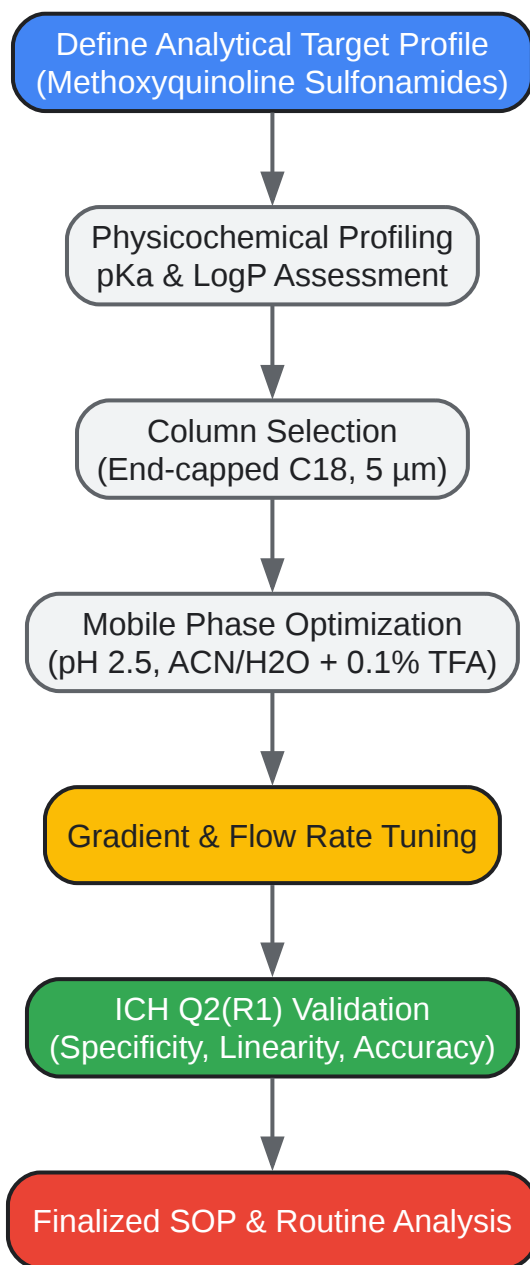 Define Analytical Target Profile
(Methoxyquinoline Sulfonamides)
Physicochemical Profiling
pKa & LogP Assessment
Column Selection
(End-capped C18, 5 µm)
Mobile Phase Optimization
(pH 2.5, ACN/H2O + 0.1% TFA)
Gradient & Flow Rate Tuning
ICH Q2(R1) Validation
(Specificity, Linearity, Accuracy)
Finalized SOP & Routine Analysis